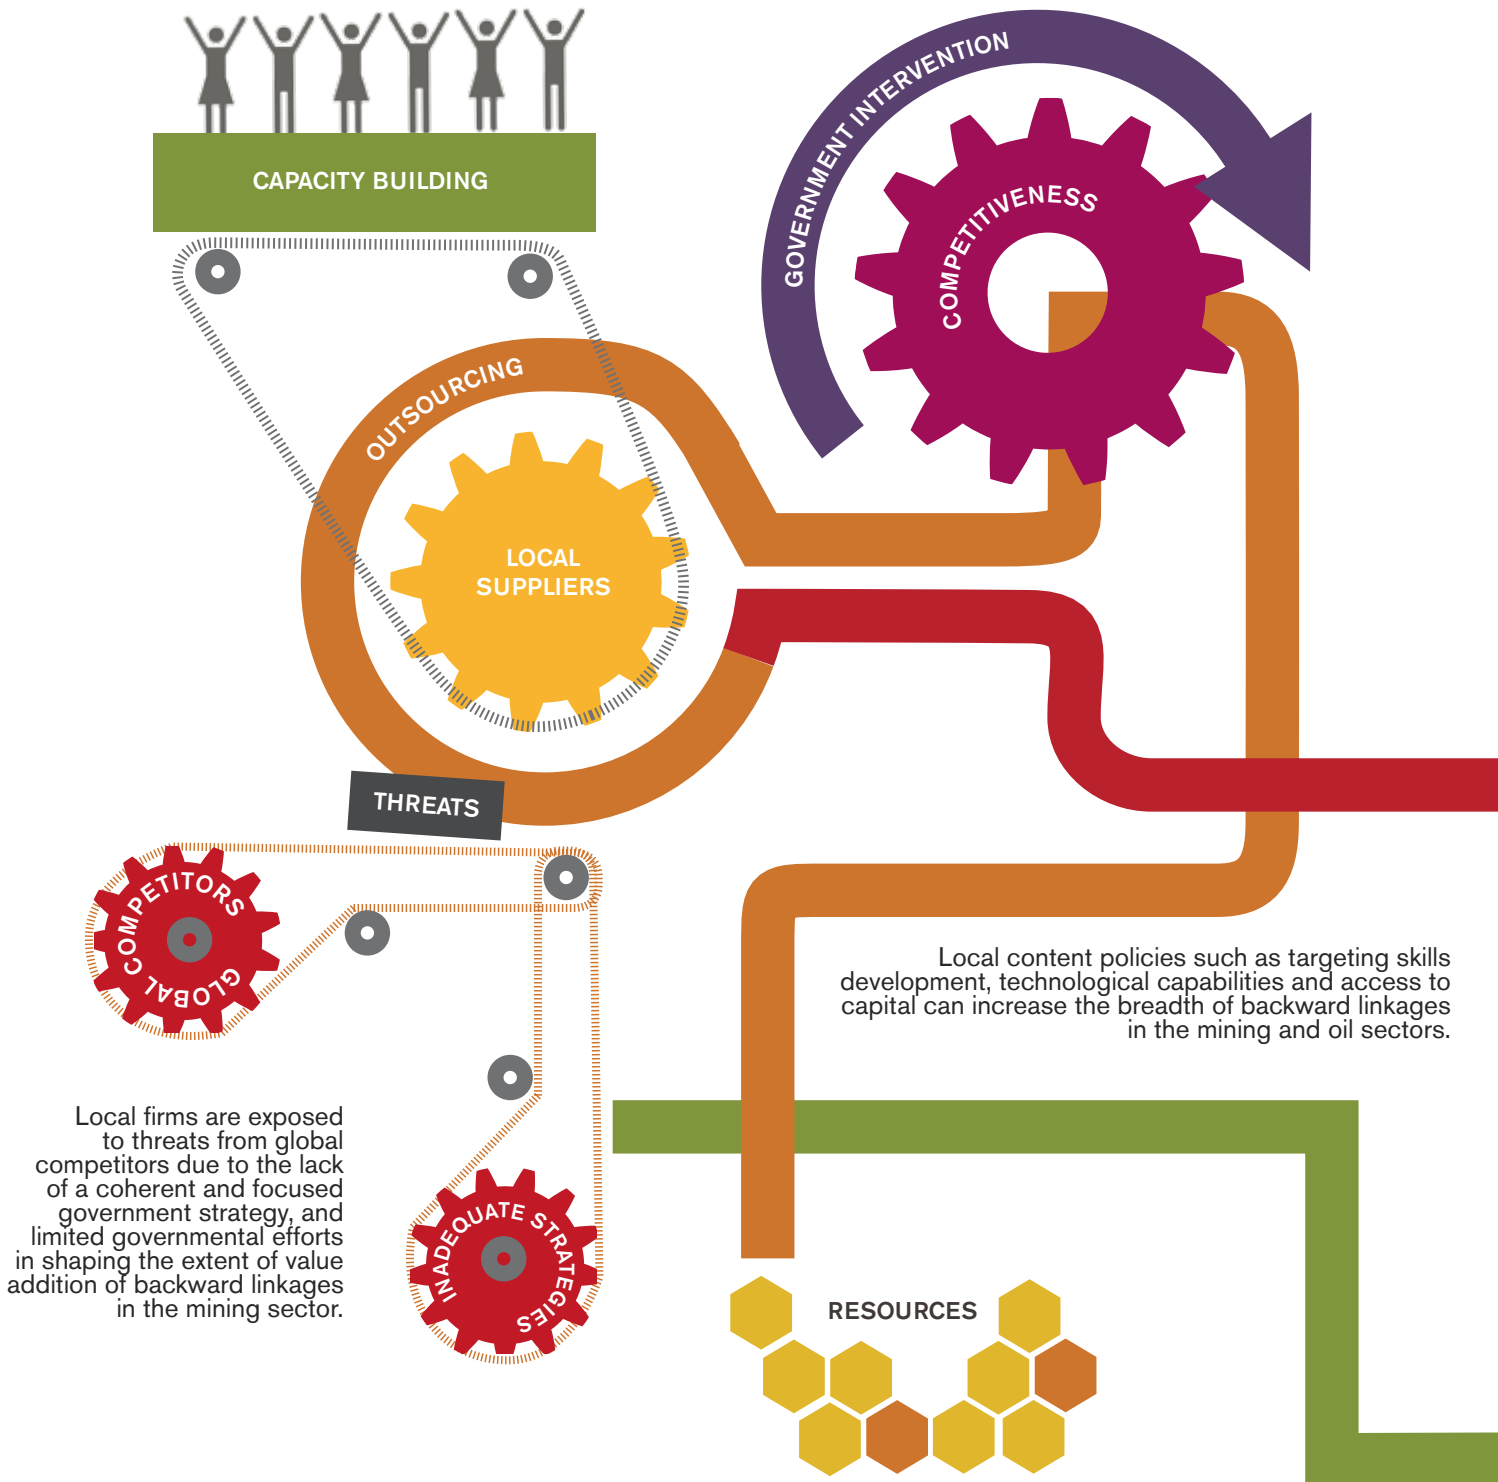 CAPACITY BUILDING
GOVERNMENT INTERVENTION
COMPETITIVENESS
OUTSOURCING
LOCAL
SUPPLIERS
THREATS
GLOBAL COMPETITORS
Local content policies such as targeting skills
development, technological capabilities and access to
capital can increase the breadth of backward linkages
in the mining and oil sectors.
Local firms are exposed
to threats from global
competitors due to the lack
of a coherent and focused
government strategy, and
limited governmental efforts
in shaping the extent of value
addition of backward linkages
in the mining sector.
INADEQUATE STRATEGIES
RESOURCES